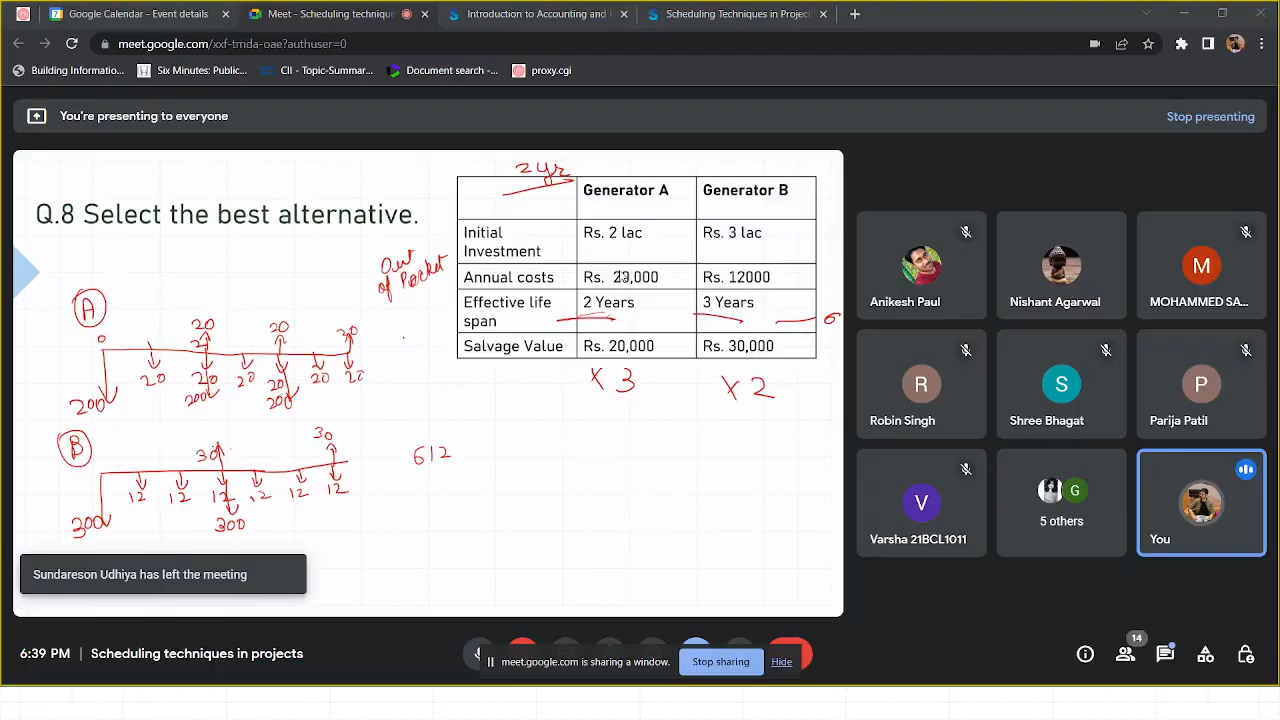 Google Calendar - Event details
Meet - Scheduling technique
Introduction to Accounting and
Scheduling Techniques in Project
meet.google.com/xxf-tmda-oae?authuser=0
Building Informatio...
Six Minutes: Public...
CII - Topic-Summar...
Document search -...
proxy.cgi
You're presenting to everyone
Stop presenting
Q.8 Select the best alternative.
Out
of Pocket
A
0
20
20
30
20
20
20
20
20
20
200
200
200
B
30
30
12
12
12
12
12
12
300
300
612
2 yr
Generator A
Generator B
Initial
Investment
Rs. 2 lac
Rs. 3 lac
Annual costs
Rs.
,000
Rs. 12000
Effective life
span
2 Years
3 Years
6
Salvage Value
Rs. 20,000
Rs. 30,000
x 3
x 2
Anikesh Paul
Nishant Agarwal
M
MOHAMMED SA...
R
Robin Singh
S
Shree Bhagat
P
Parija Patil
V
Varsha 21BCL1011
G
5 others
You
Sundareson Udhiya has left the meeting
6:39 PM | Scheduling techniques in projects
meet.google.com is sharing a window.
Stop sharing
Hide
14